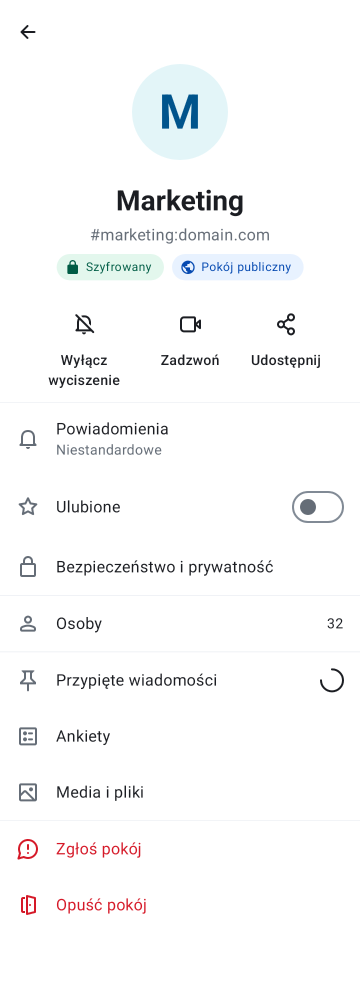 M
Marketing
#marketing:domain.com
Szyfrowany
Pokój publiczny
Wyłącz
wyciszenie
Zadzwoń
Udostępnij
Powiadomienia
Niestandardowe
Ulubione
Bezpieczeństwo i prywatność
Osoby 32
Przypięte wiadomości
Ankiety
Media i pliki
Zgłoś pokój
Opuść pokój